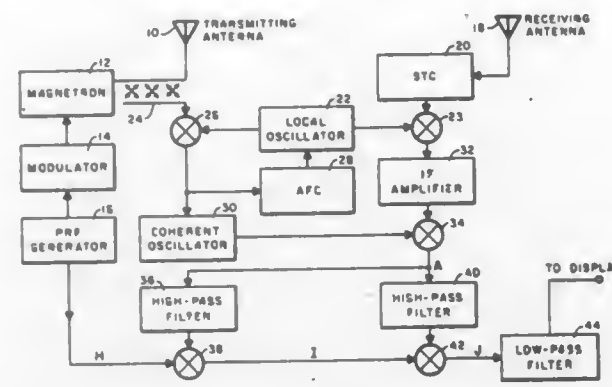 10
TRANSMITTING
ANTENNA
18
RECEIVING
ANTENNA
12
MAGNETRON
24
26
22
LOCAL
OSCILLATOR
20
STC
23
14
MODULATOR
28
AFC
32
IF
AMPLIFIER
16
PRF
GENERATOR
30
COHERENT
OSCILLATOR
34
A
36
HIGH-PASS
FILTER
40
HIGH-PASS
FILTER
TO DISPLAY
H
38
I
42
J
44
LOW-PASS
FILTER